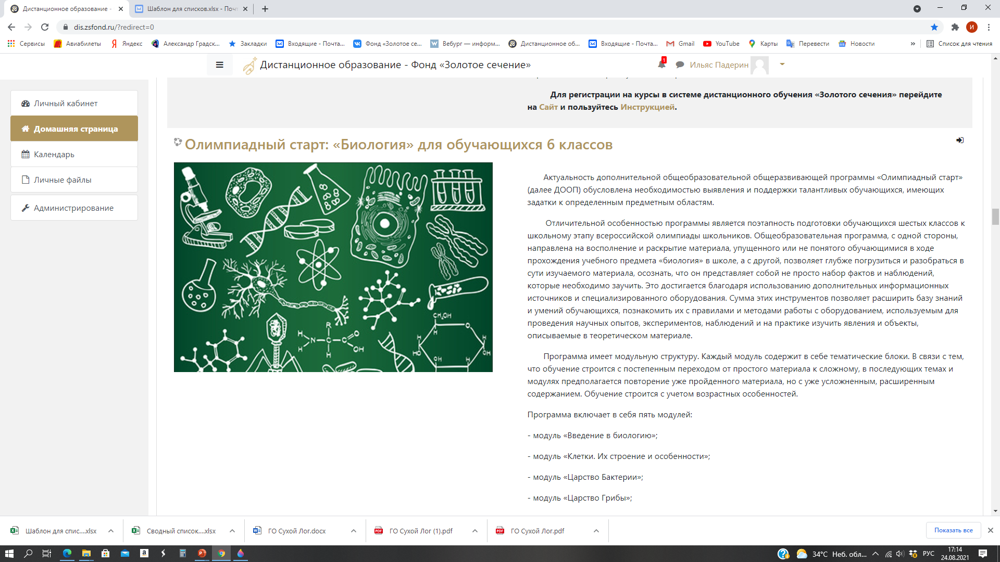 Дистанционное образование -
Шаблон для списков.xlsx - Почт
dis.zsfond.ru/?redirect=0
И
Сервисы
Авиабилеты
Яндекс
Александр Градск...
Закладки
Входящие - Почта...
Фонд «Золотое се...
Вебург — информ...
Дистанционное об...
Входящие - Почта...
Gmail
YouTube
Карты
Перевести
Новости
»
Список для чтения
Дистанционное образование - Фонд «Золотое сечение»
1
Ильяс Падерин
Личный кабинет
Домашняя страница
Календарь
Личные файлы
Администрирование
Для регистрации на курсы в системе дистанционного обучения «Золотого сечения» перейдите
на Сайт и пользуйтесь Инструкцией.
Олимпиадный старт: «Биология» для обучающихся 6 классов
CH₂OH
O
H
H
HO
OH
OH
H
H
R
O
H
N
C
C
OH
H
H
Актуальность дополнительной общеобразовательной общеразвивающей программы «Олимпиадный старт»
(далее ДООП) обусловлена необходимостью выявления и поддержки талантливых обучающихся, имеющих
задатки к определенным предметным областям.
Отличительной особенностью программы является поэтапность подготовки обучающихся шестых классов к
школьному этапу всероссийской олимпиады школьников. Общеобразовательная программа, с одной стороны,
направлена на восполнение и раскрытие материала, упущенного или не понятого обучающимися в ходе
прохождения учебного предмета «биология» в школе, а с другой, позволяет глубже погрузиться и разобраться в
сути изучаемого материала, осознать, что он представляет собой не просто набор фактов и наблюдений,
которые необходимо заучить. Это достигается благодаря использованию дополнительных информационных
источников и специализированного оборудования. Сумма этих инструментов позволяет расширить базу знаний
и умений обучающихся, познакомить их с правилами и методами работы с оборудованием, используемым для
проведения научных опытов, экспериментов, наблюдений и на практике изучить явления и объекты,
описываемые в теоретическом материале.
Программа имеет модульную структуру. Каждый модуль содержит в себе тематические блоки. В связи с тем,
что обучение строится с постепенным переходом от простого материала к сложному, в последующих темах и
модулях предполагается повторение уже пройденного материала, но с уже усложненным, расширенным
содержанием. Обучение строится с учетом возрастных особенностей.
Программа включает в себя пять модулей:
- модуль «Введение в биологию»;
- модуль «Клетки. Их строение и особенности»;
- модуль «Царство Бактерии»;
- модуль «Царство Грибы»;
Шаблон для спис....xlsx
Сводный список....xlsx
ГО Сухой Лог.docx
ГО Сухой Лог (1).pdf
ГО Сухой Лог.pdf
Показать все
34°C Неб. обл...
РУС
17:14
24.08.2021